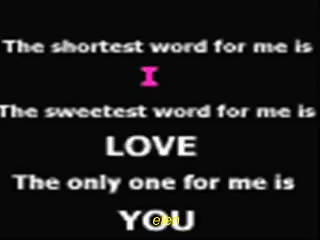 The shortest word for me is
I
The sweetest word for me is
LOVE
The only one for me is
YOU